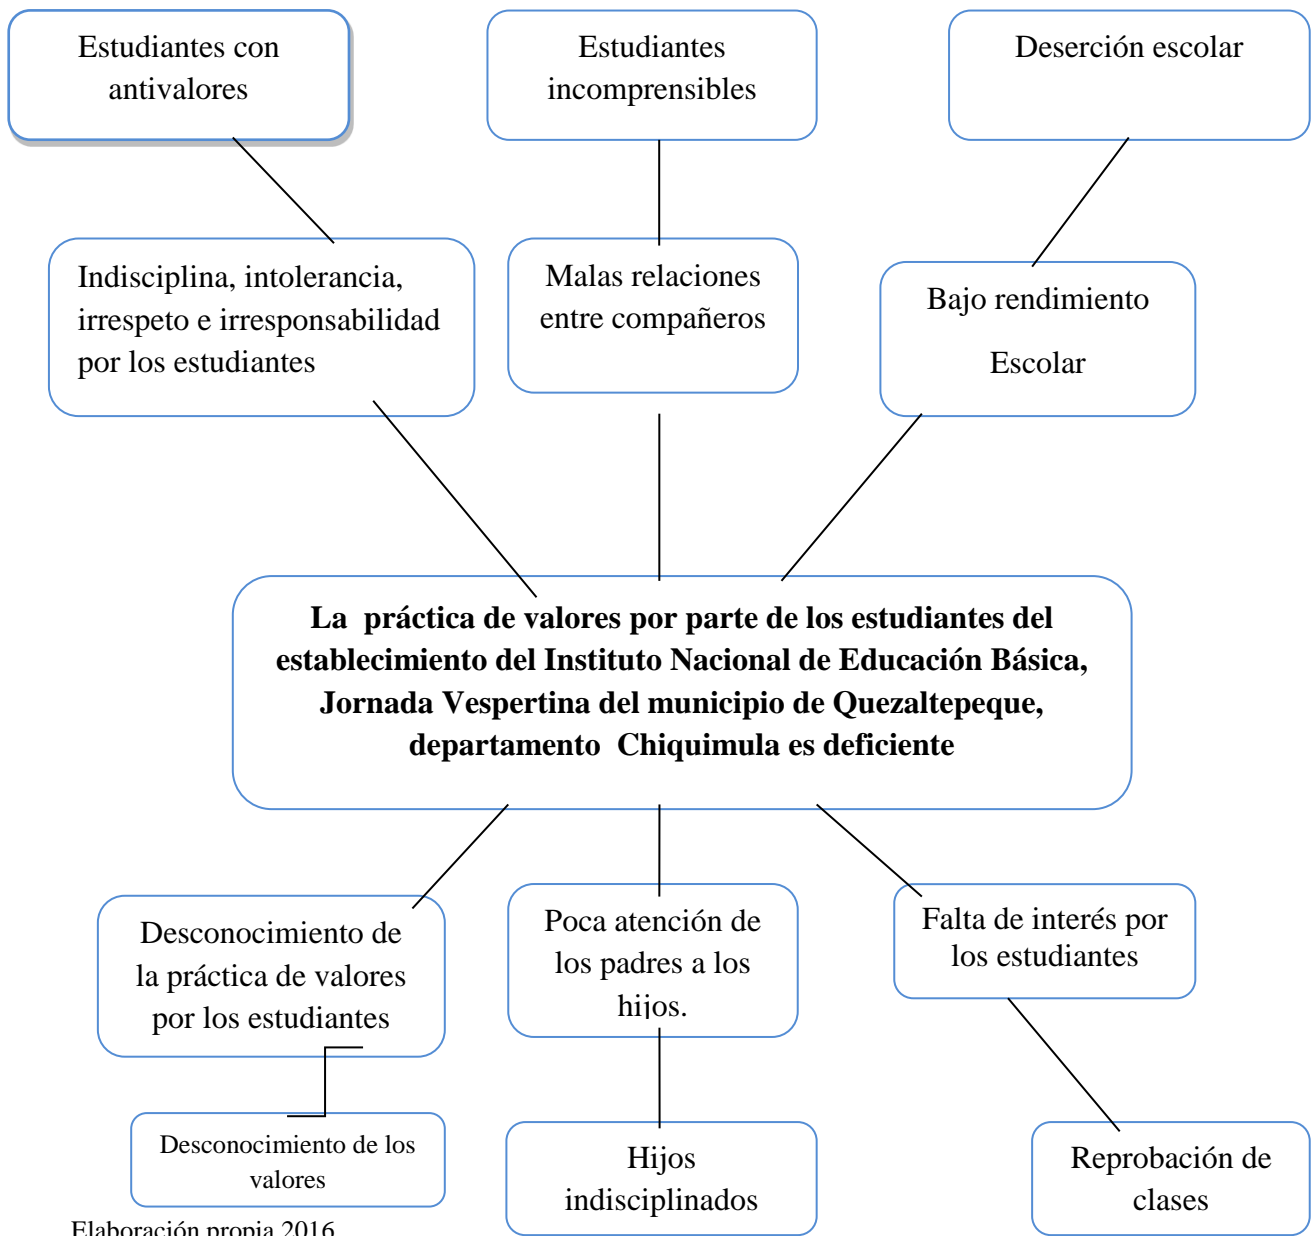 Estudiantes con
antivalores
Estudiantes
incomprensibles
Deserción escolar
Indisciplina, intolerancia,
irrespeto e irresponsabilidad
por los estudiantes
Malas relaciones
entre compañeros
Bajo rendimiento
Escolar
La  práctica de valores por parte de los estudiantes del
establecimiento del Instituto Nacional de Educación Básica,
Jornada Vespertina del municipio de Quezaltepeque,
departamento  Chiquimula es deficiente
Desconocimiento de
la práctica de valores
por los estudiantes
Poca atención de
los padres a los
hijos.
Falta de interés por
los estudiantes
Desconocimiento de los
valores
Hijos
indisciplinados
Reprobación de
clases
Elaboración propia 2016